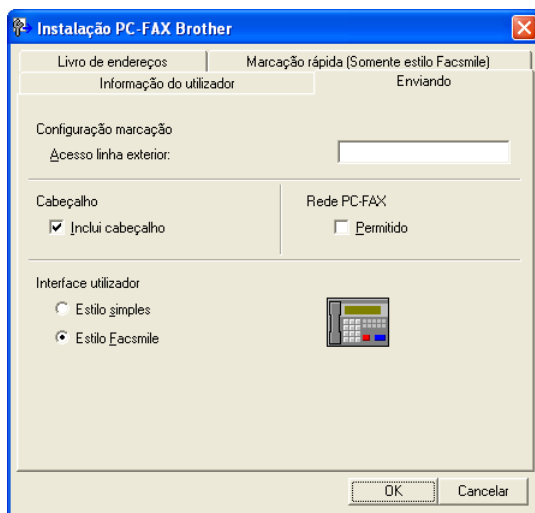 Instalação PC-FAX Brother
Livro de endereços
Marcação rápida (Somente estilo Facsmile)
Informação do utilizador
Enviando
Configuração marcação
Acesso linha exterior:
Cabeçalho
Rede PC-FAX
Inclui cabeçalho
Permitido
Interface utilizador
Estilo simples
Estilo Facsmile
OK
Cancelar